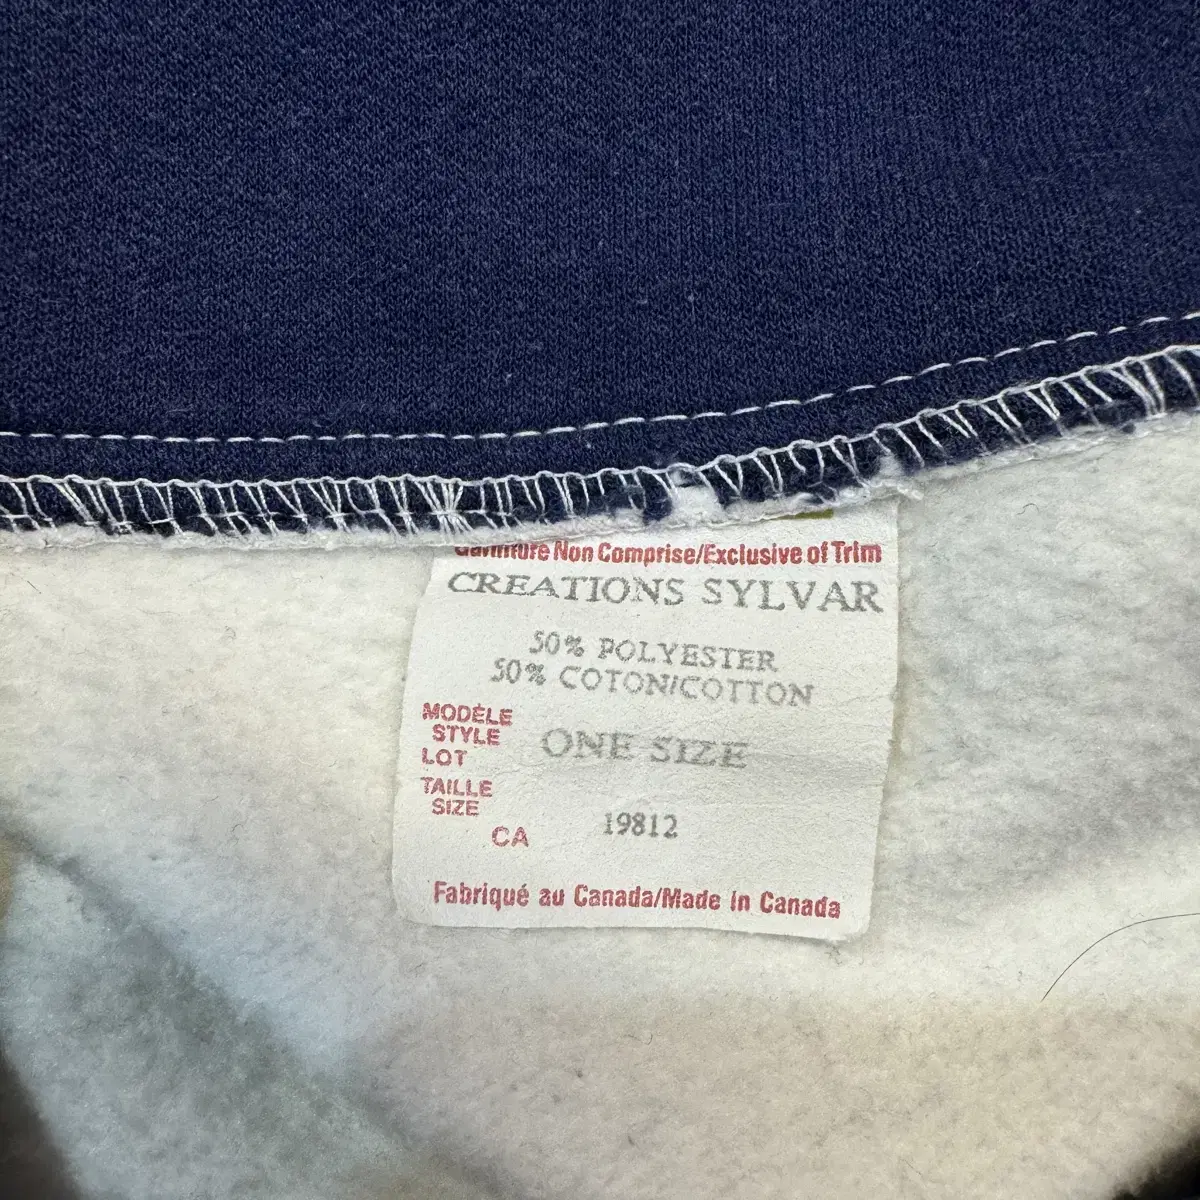 Garniture Non Comprise/Exclusive of Trim
CREATIONS SYLVAR
50% POLYESTER
50% COTON/COTTON
MODÈLE
STYLE
LOT
ONE SIZE
TAILLE
SIZE
19812
CA
Fabriqué au Canada/Made in Canada